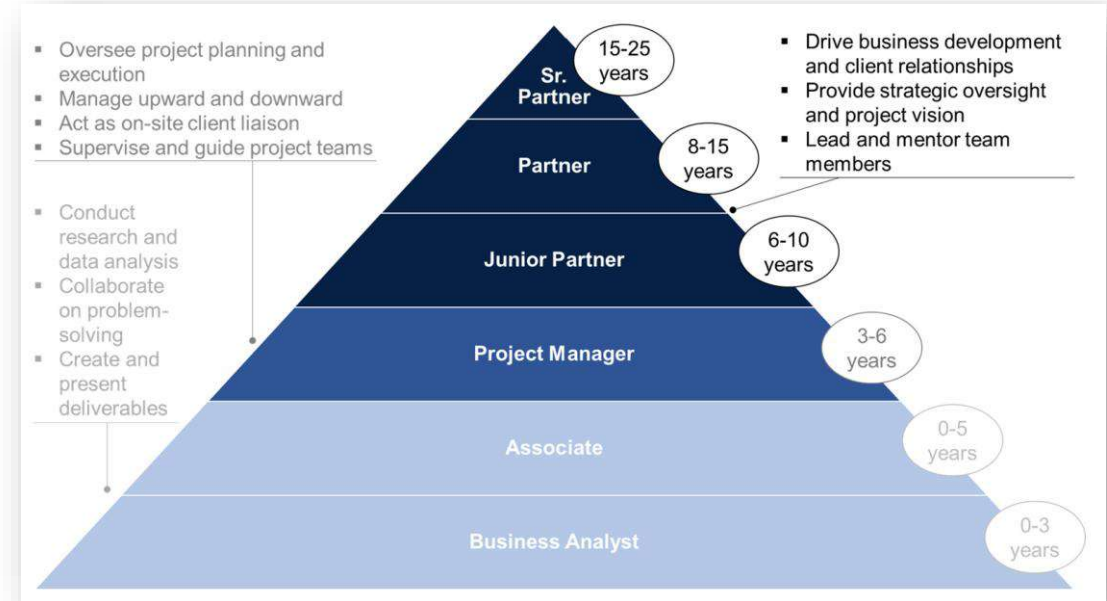 ▪ Oversee project planning and
execution
▪ Manage upward and downward
▪ Act as on-site client liaison
▪ Supervise and guide project teams
▪ Conduct
research and
data analysis
▪ Collaborate
on problem-
solving
▪ Create and
present
deliverables
Sr.
Partner
Partner
Junior Partner
Project Manager
Associate
Business Analyst
15-25
years
8-15
years
6-10
years
3-6
years
0-5
years
0-3
years
▪ Drive business development
and client relationships
▪ Provide strategic oversight
and project vision
▪ Lead and mentor team
members